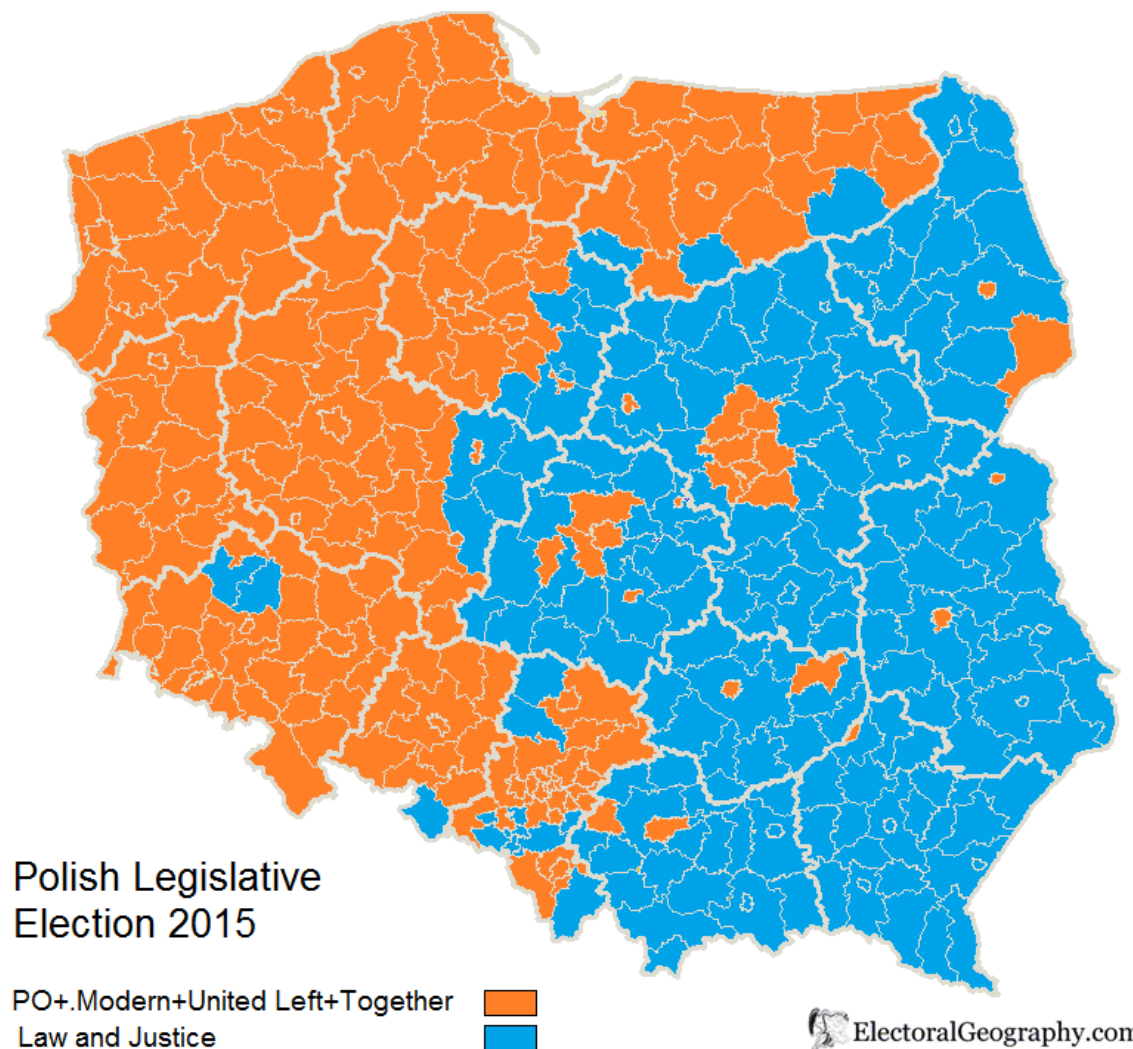 Polish Legislative
Election 2015
PO+.Modern+United Left+Together
Law and Justice
ElectoralGeography.com